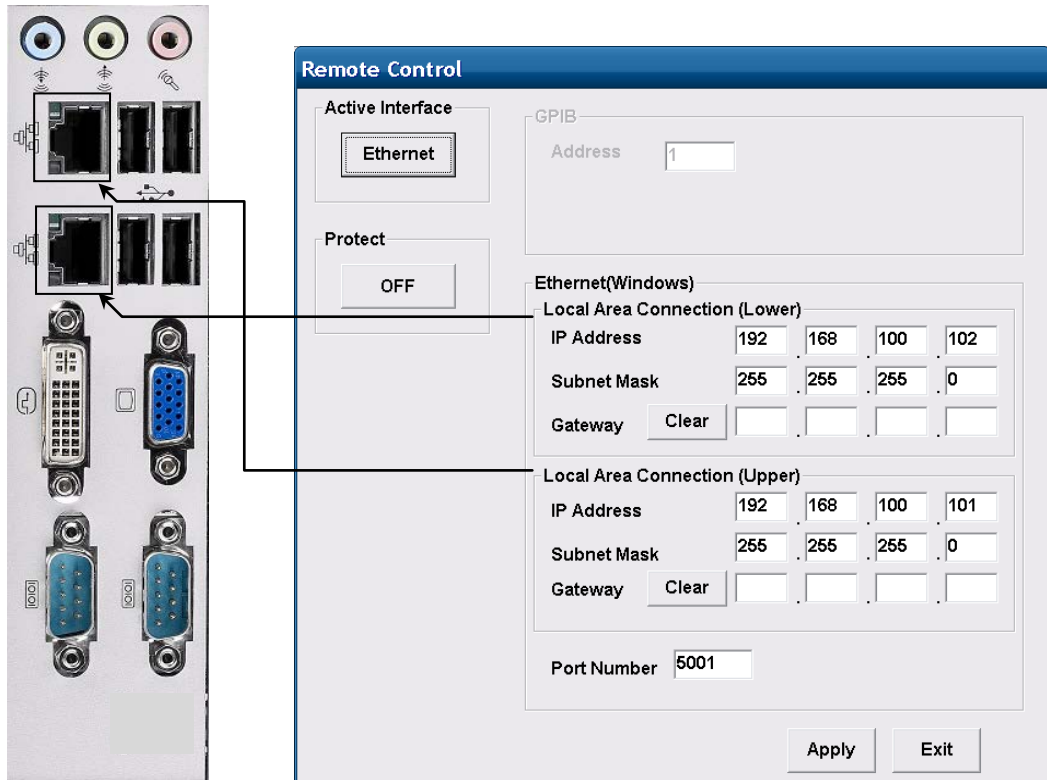 Remote Control
Active Interface
Ethernet
GPIB
Address 1
Protect
OFF
Ethernet(Windows)
Local Area Connection (Lower)
IP Address 192 . 168 . 100 . 102
Subnet Mask 255 . 255 . 255 . 0
Gateway Clear . . .
Local Area Connection (Upper)
IP Address 192 . 168 . 100 . 101
Subnet Mask 255 . 255 . 255 . 0
Gateway Clear . . .
Port Number 5001
Apply Exit